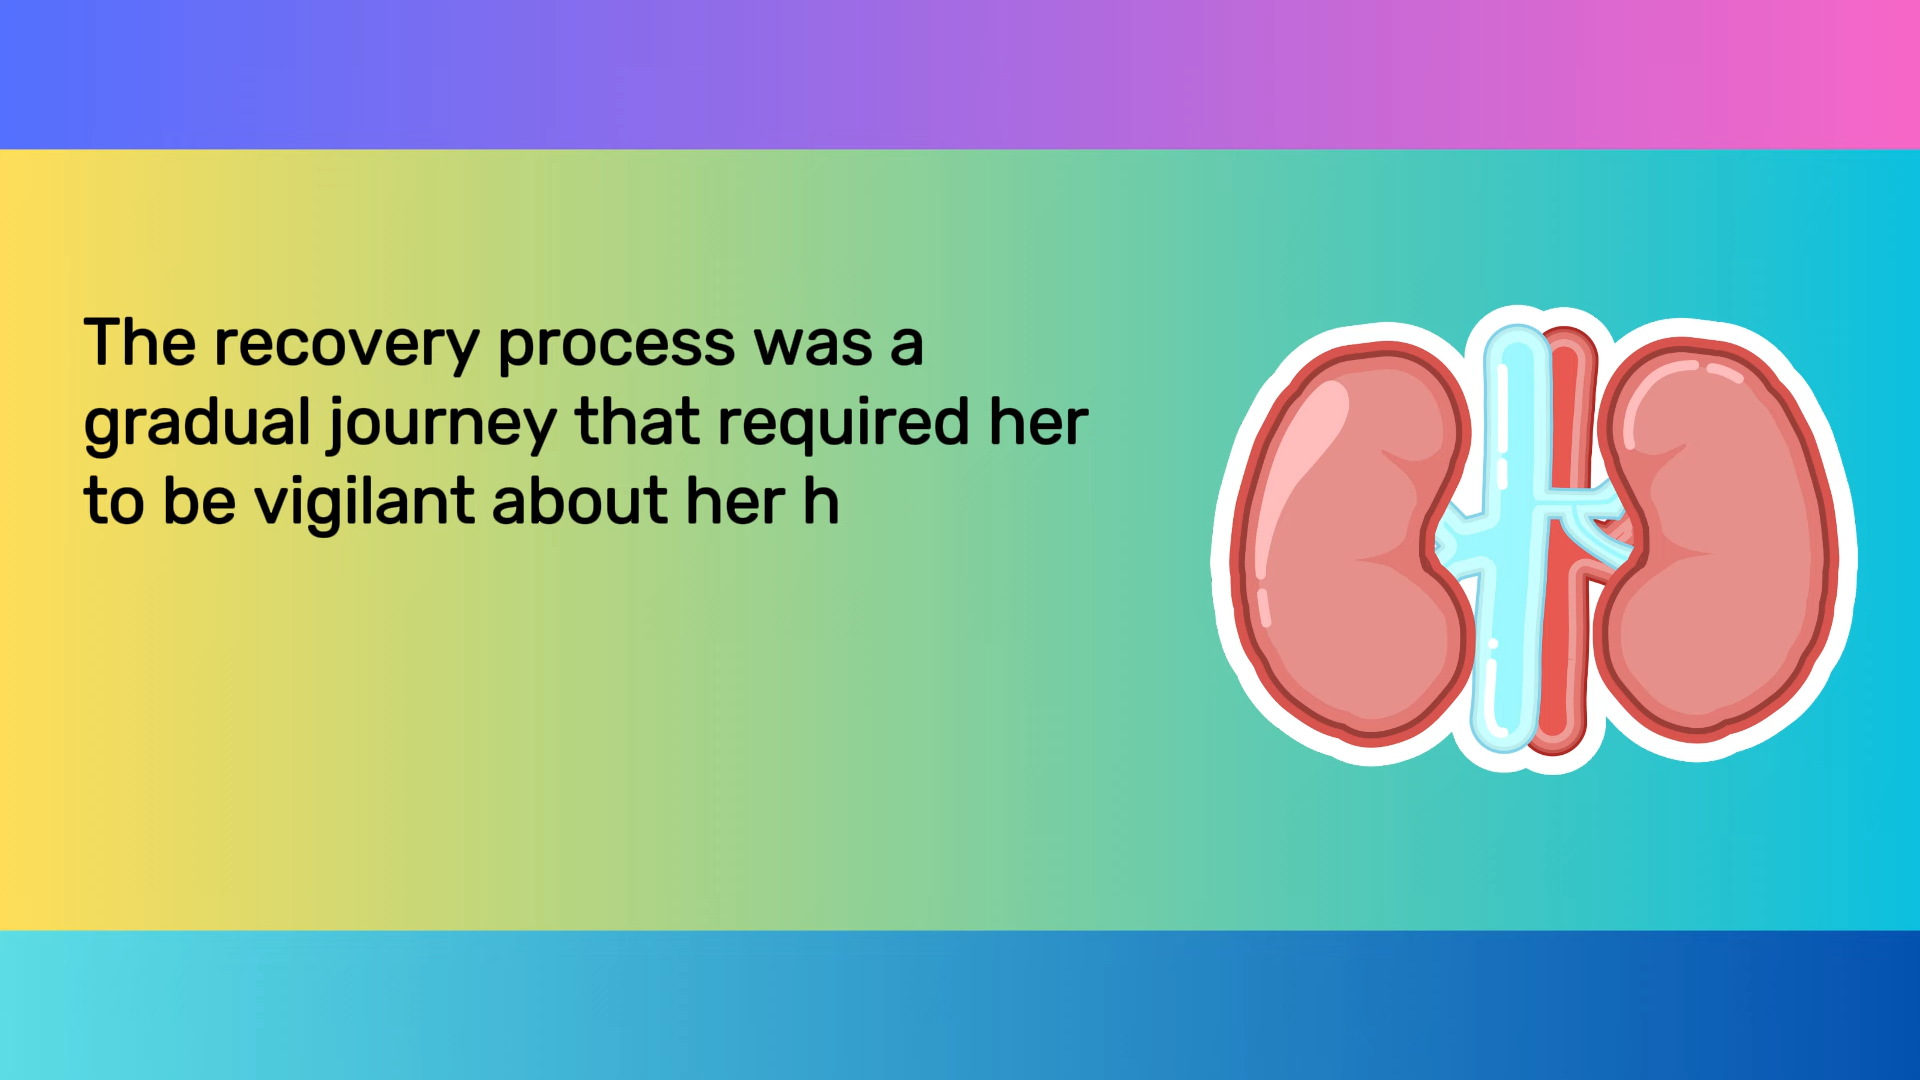 The recovery process was a
gradual journey that required her
to be vigilant about her h